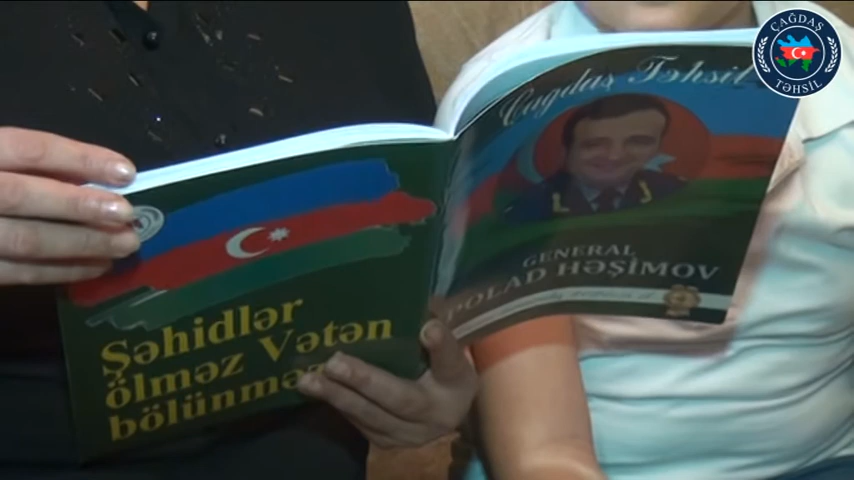 ÇAĞDAŞ
TƏHSİL
Çağdaş Təhsil
GENERAL
POLAD HƏŞİMOV
Şəhidlər
ölməz Vətən
bölünməz